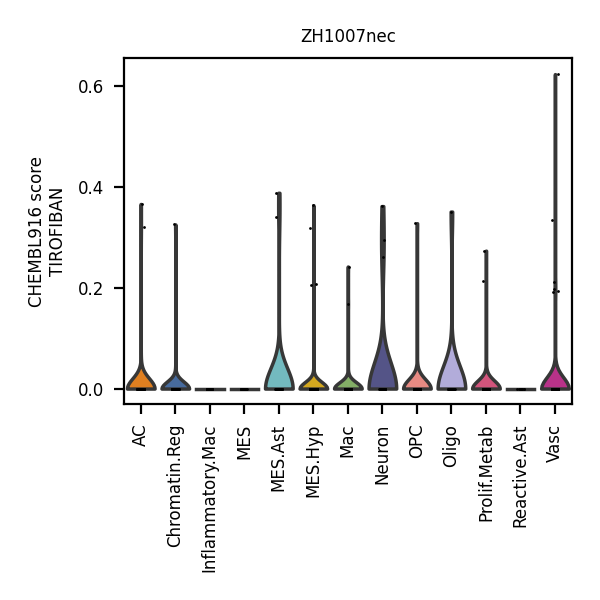 ZH1007nec
CHEMBL916 score
TIROFIBAN
0.6
0.4
0.2
0.0
AC
Chromatin.Reg
Inflammatory.Mac
MES
MES.Ast
MES.Hyp
Mac
Neuron
OPC
Oligo
Prolif.Metab
Reactive.Ast
Vasc